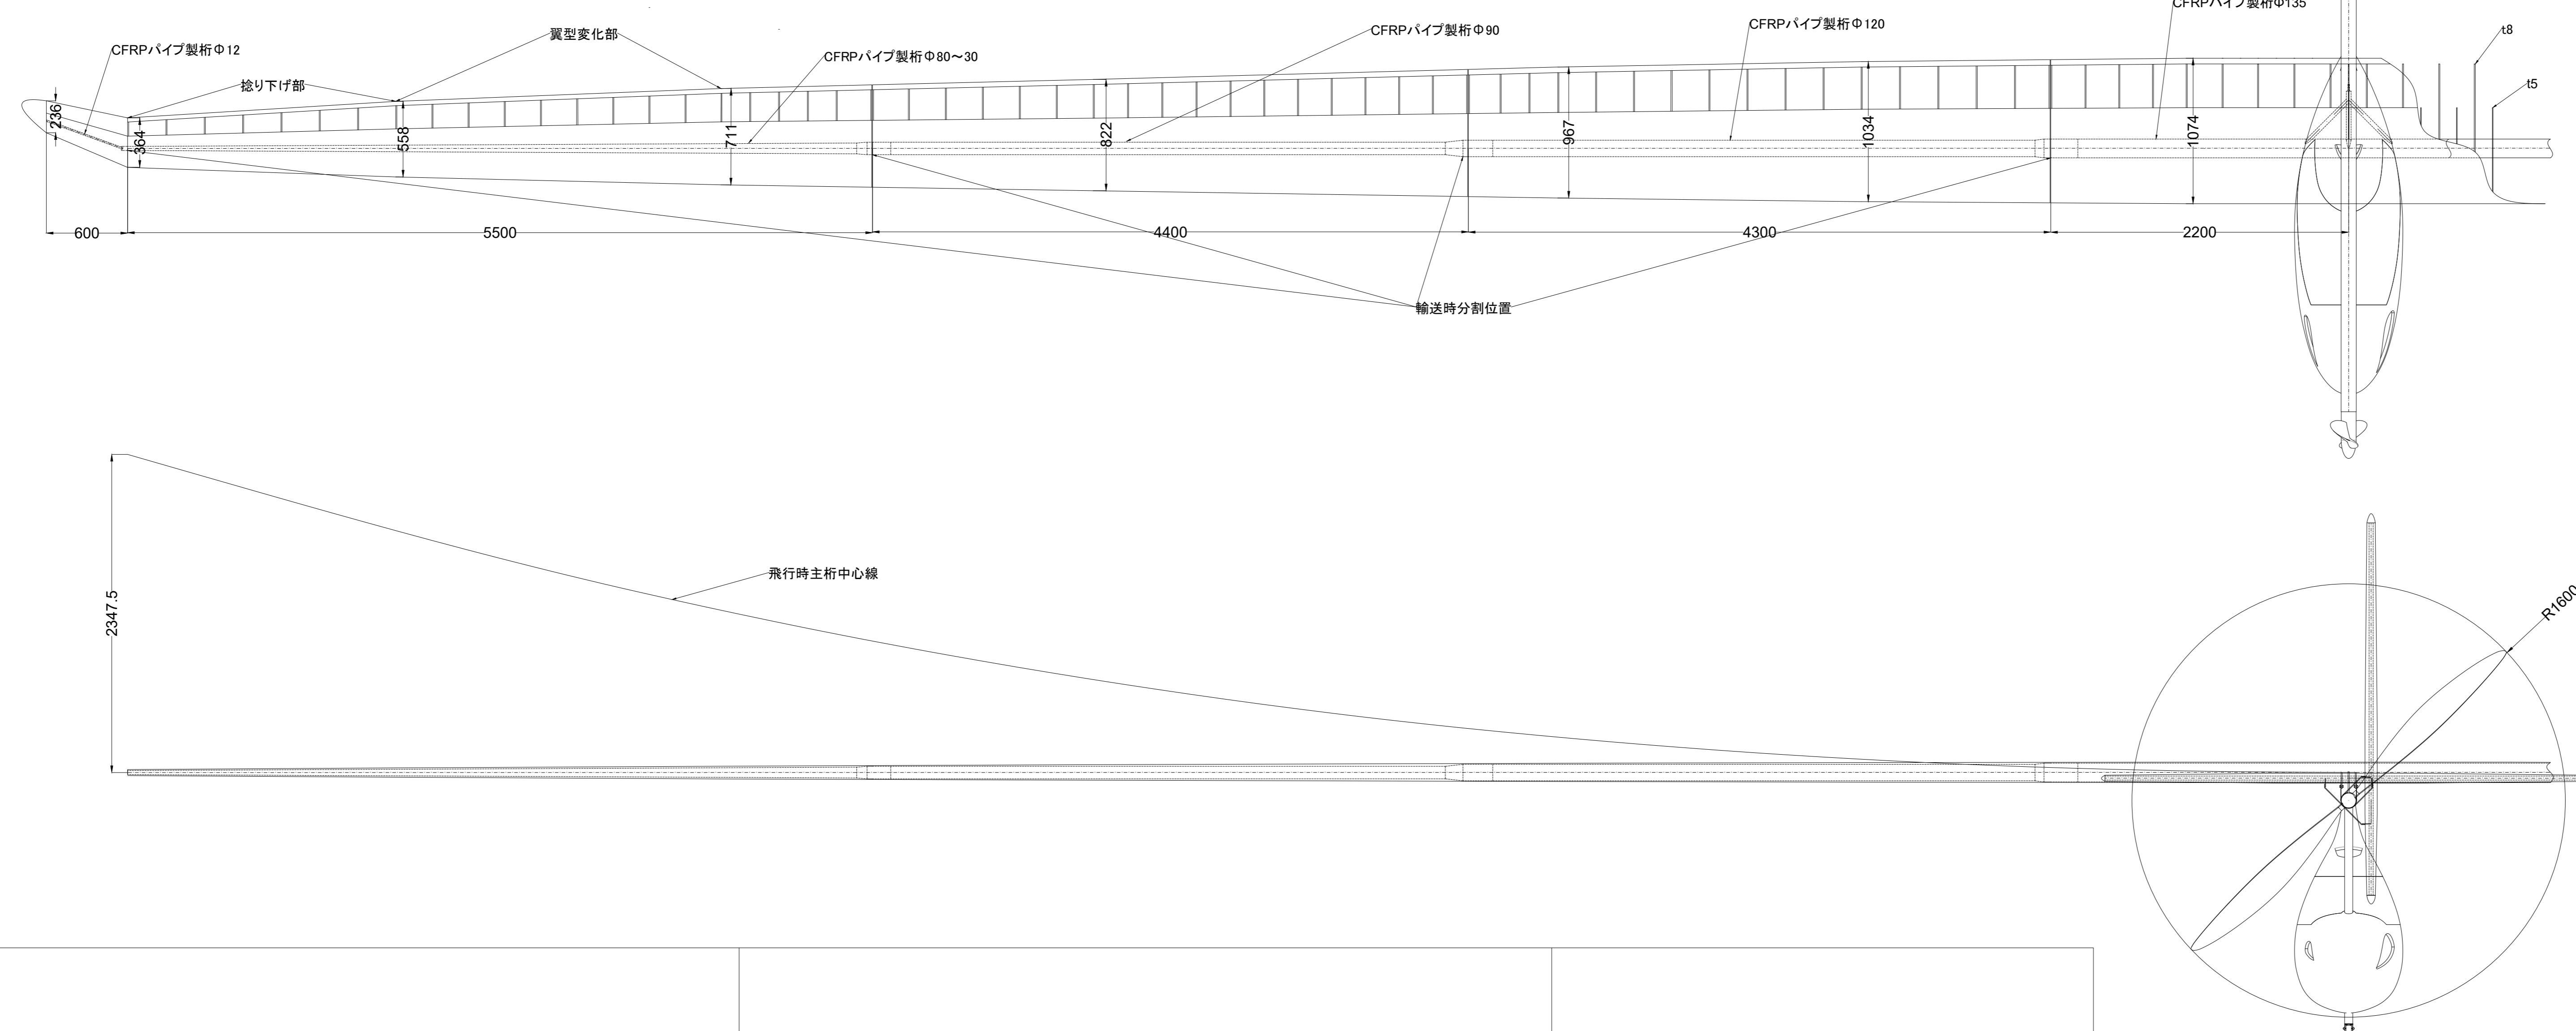 CFRPパイプ製桁Φ135
CFRPパイプ製桁Φ120
t8
CFRPパイプ製桁Φ90
翼型変化部
CFRPパイプ製桁Φ12
CFRPパイプ製桁Φ80～30
捻り下げ部
t5
236
364
558
711
822
967
1034
1074
600
5500
4400
4300
2200
輸送時分割位置
飛行時主桁中心線
2347.5
R1600